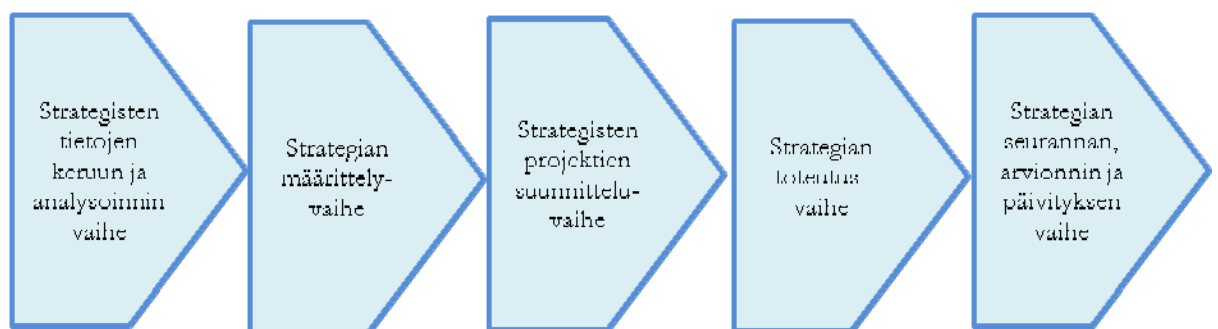 Strategisten
tietojen
keruun ja
analysoinnin
vaihe
Strategian
määrittely-
vaihe
Strategisten
projektien
suunnittelu-
vaihe
Strategian
toteutus -
vaihe
Strategian
seurannan,
arvionnin ja
päivityksen
vaihe